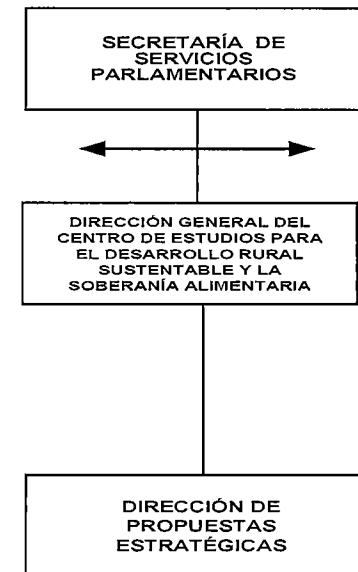 SECRETARÍA DE
SERVICIOS
PARLAMENTARIOS
DIRECCIÓN GENERAL DEL
CENTRO DE ESTUDIOS PARA
EL DESARROLLO RURAL
SUSTENTABLE Y LA
SOBERANÍA ALIMENTARIA
DIRECCIÓN DE
PROPUESTAS
ESTRATÉGICAS